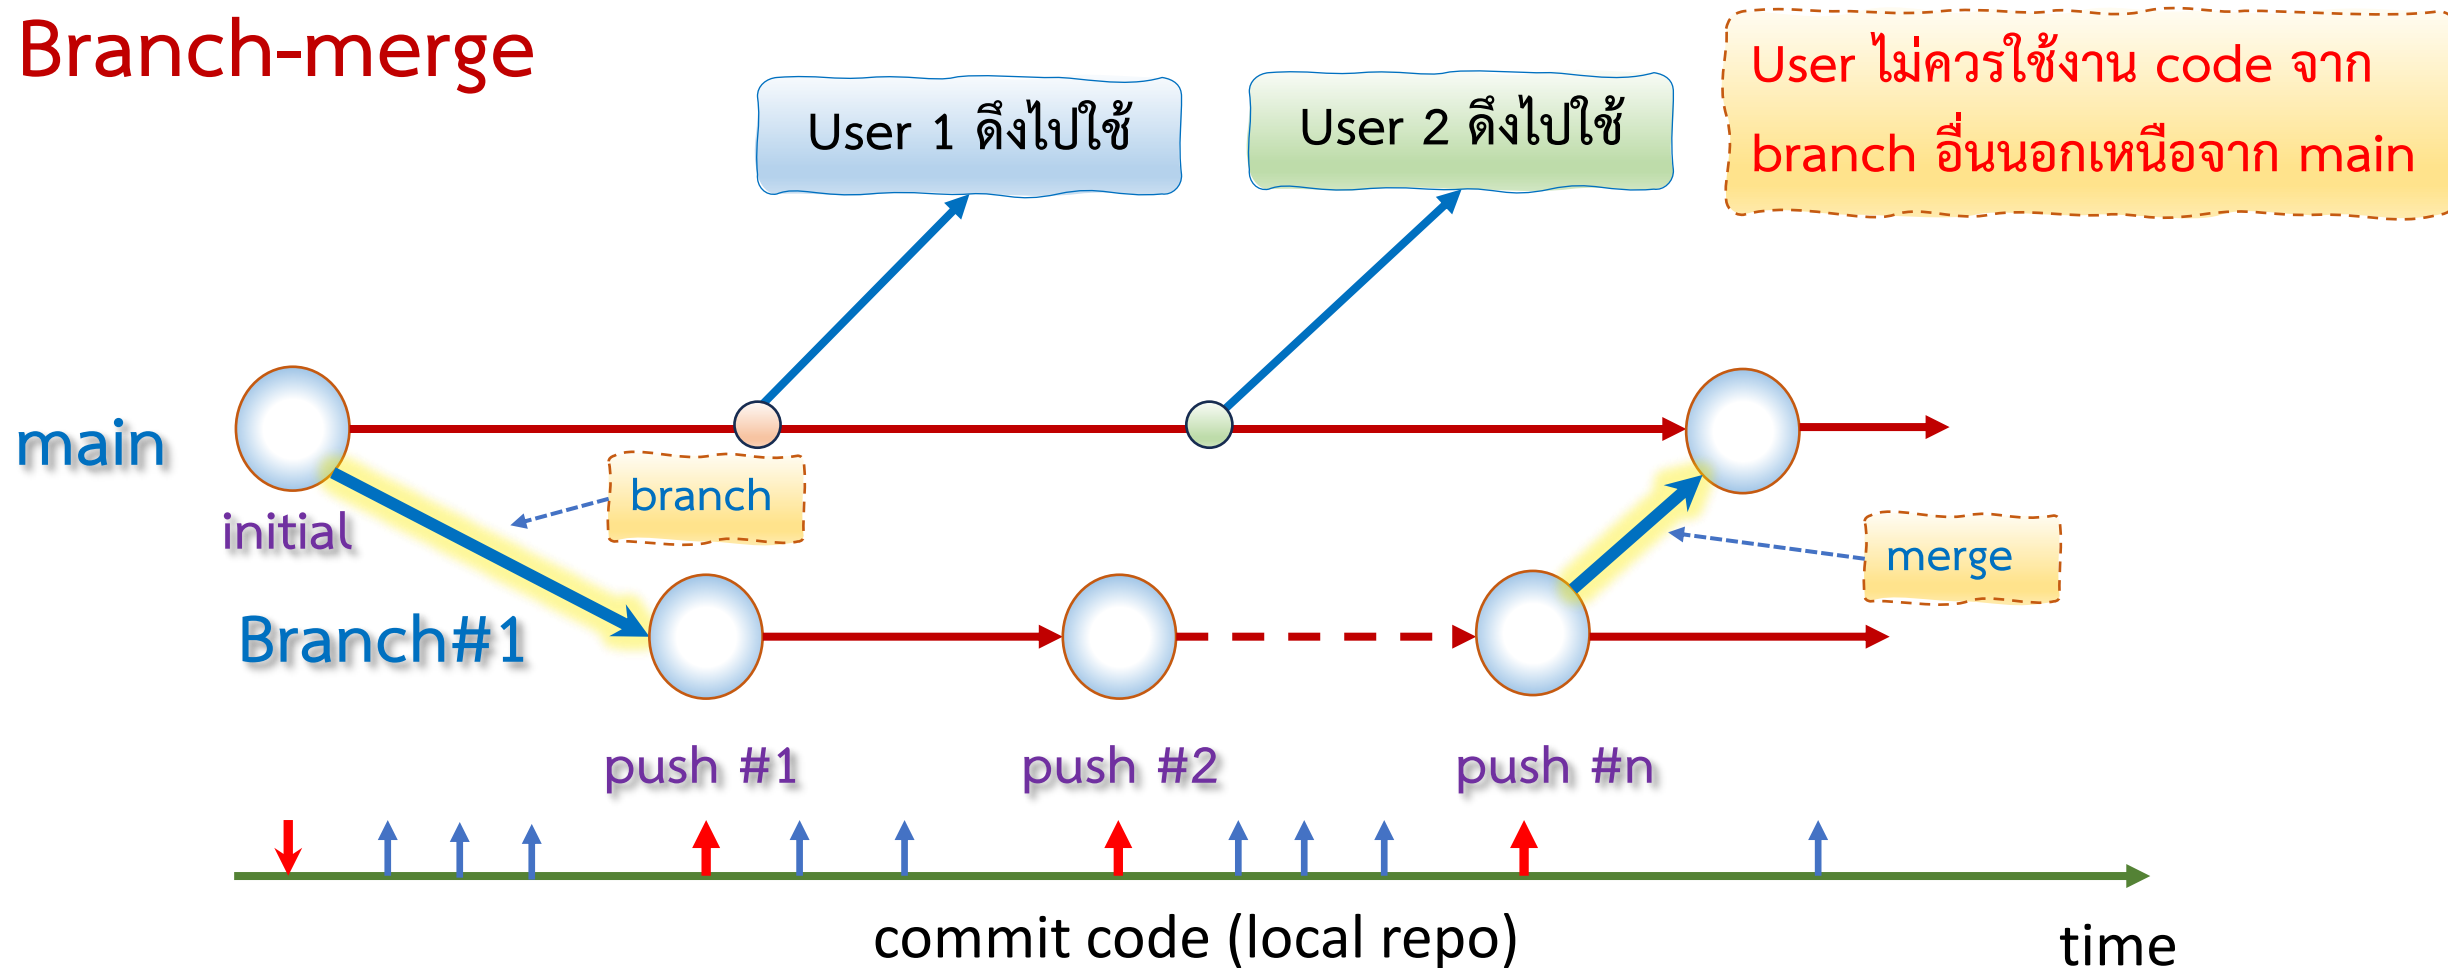 Branch-merge
User 1 ดึงไปใช้
User 2 ดึงไปใช้
User ไม่ควรใช้งาน code จาก
branch อื่นนอกเหนือจาก main
main
initial
branch
merge
Branch#1
push #1
push #2
push #n
commit code (local repo)
time